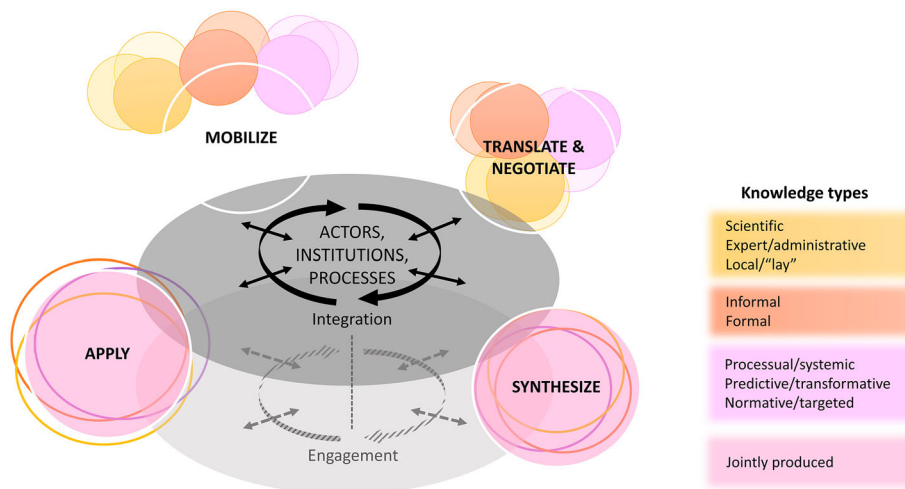 MOBILIZE
TRANSLATE &
NEGOTIATE
ACTORS,
INSTITUTIONS,
PROCESSES
Integration
APPLY
SYNTHESIZE
Engagement
Knowledge types
Scientific
Expert/administrative
Local/“lay”
Informal
Formal
Processual/systemic
Predictive/transformative
Normative/targeted
Jointly produced